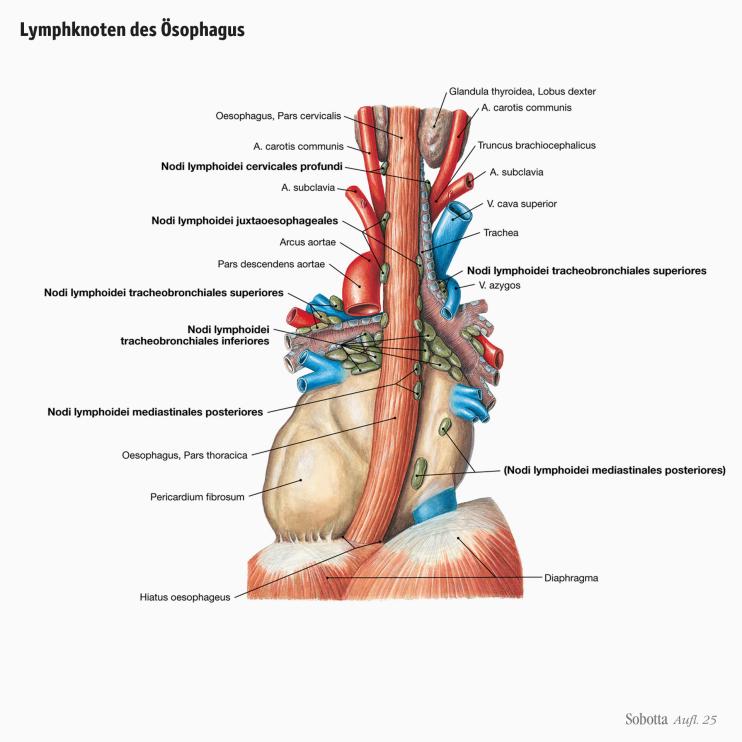 Lymphknoten des Ösophagus
Glandula thyroidea, Lobus dexter
A. carotis communis
Oesophagus, Pars cervicalis
A. carotis communis
Truncus brachiocephalicus
Nodi lymphoidei cervicales profundi
A. subclavia
A. subclavia
V. cava superior
Nodi lymphoidei juxtaoesophageales
Trachea
Arcus aortae
Pars descendens aortae
Nodi lymphoidei tracheobronchiales superiores
V. azygos
Nodi lymphoidei tracheobronchiales superiores
Nodi lymphoidei
tracheobronchiales inferiores
Nodi lymphoidei mediastinales posteriores
Oesophagus, Pars thoracica
(Nodi lymphoidei mediastinales posteriores)
Pericardium fibrosum
Diaphragma
Hiatus oesophageus
Sobotta Aufl. 25